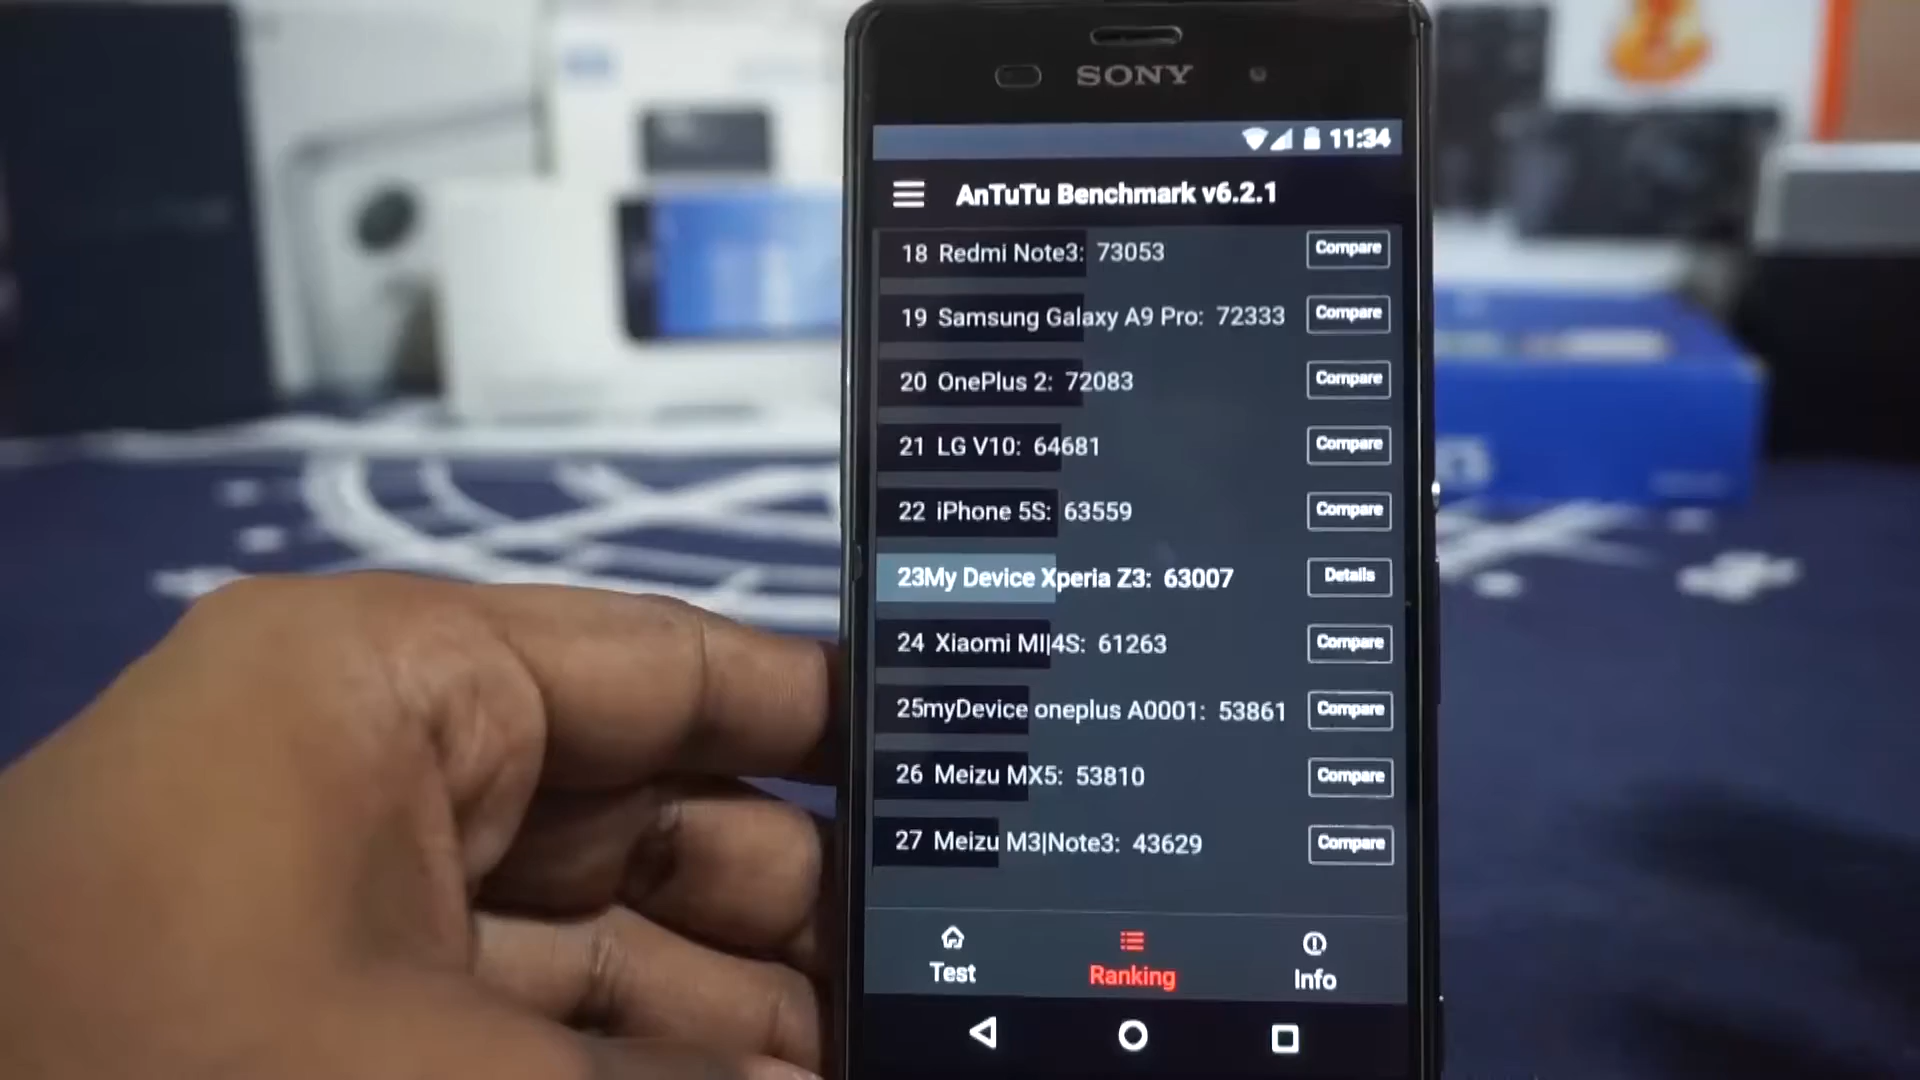 SONY
11:34
AnTuTu Benchmark v6.2.1
18 Redmi Note3: 73053 Compare
19 Samsung Galaxy A9 Pro: 72333 Compare
20 OnePlus 2: 72083 Compare
21 LG V10: 64681 Compare
22 iPhone 5S: 63559 Compare
23My Device Xperia Z3: 63007 Details
24 Xiaomi MI|4S: 61263 Compare
25myDevice oneplus A0001: 53861 Compare
26 Meizu MX5: 53810 Compare
27 Meizu M3|Note3: 43629 Compare
Test Ranking Info